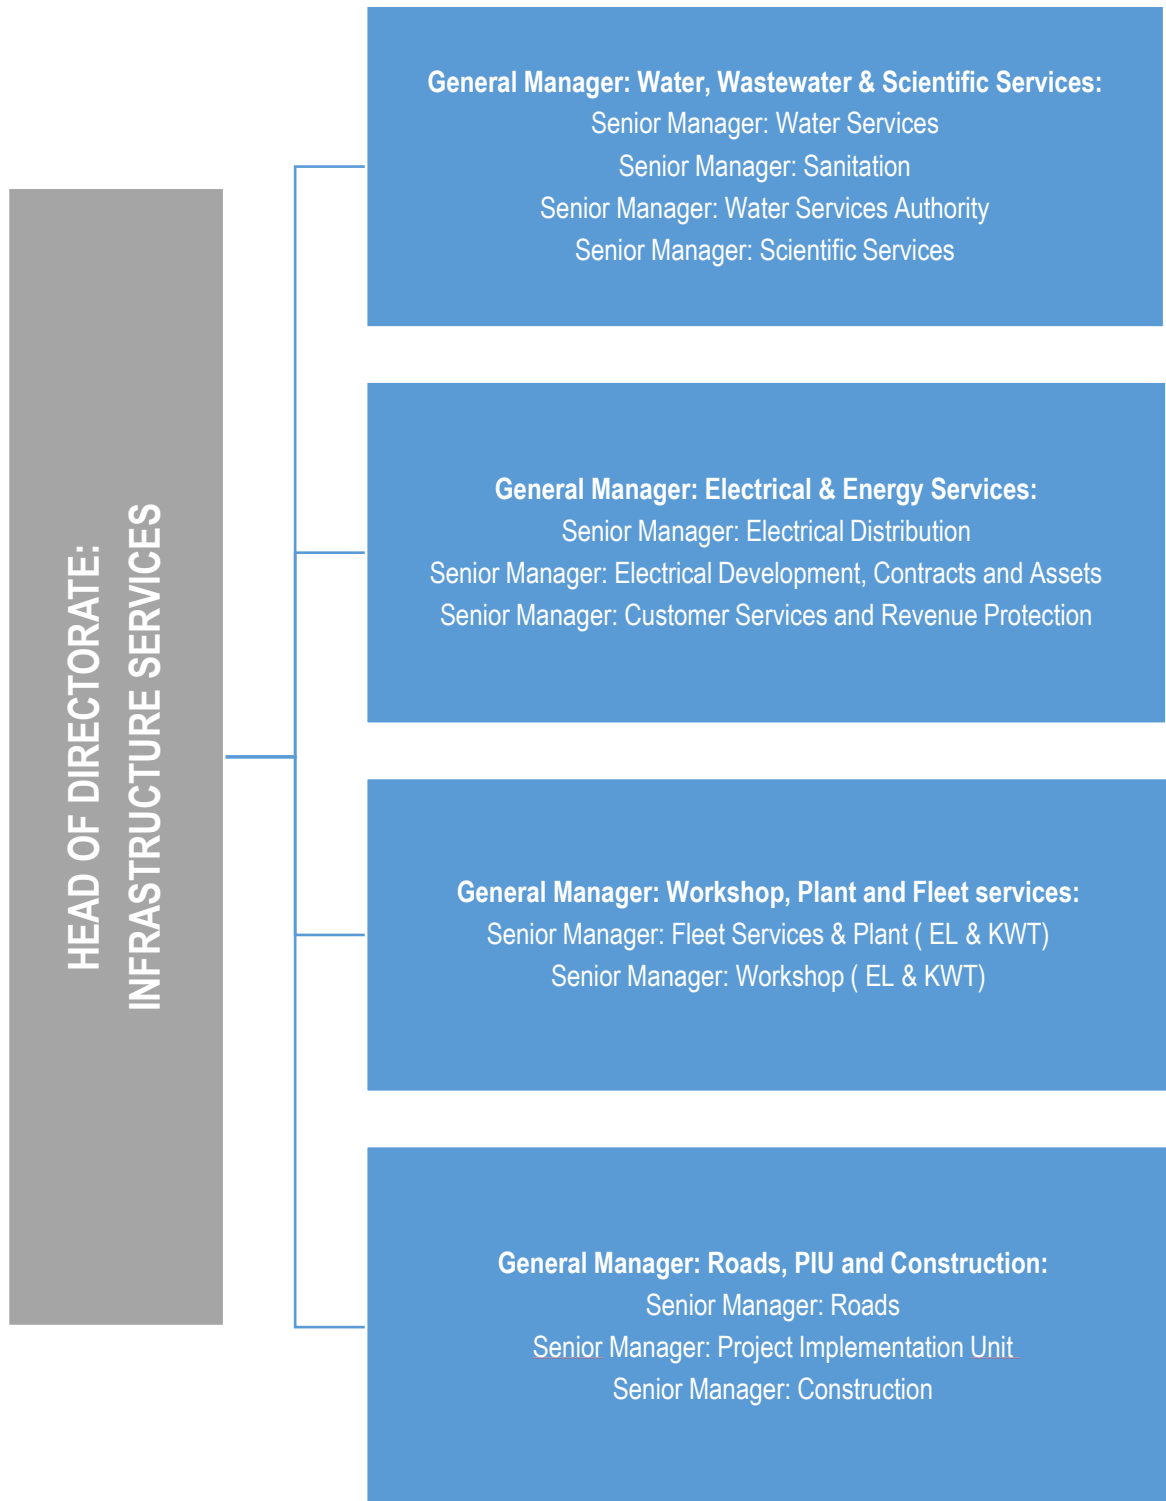 HEAD OF DIRECTORATE:
INFRASTRUCTURE SERVICES
General Manager: Water, Wastewater & Scientific Services:
Senior Manager: Water Services
Senior Manager: Sanitation
Senior Manager: Water Services Authority
Senior Manager: Scientific Services
General Manager: Electrical & Energy Services:
Senior Manager: Electrical Distribution
Senior Manager: Electrical Development, Contracts and Assets
Senior Manager: Customer Services and Revenue Protection
General Manager: Workshop, Plant and Fleet services:
Senior Manager: Fleet Services & Plant ( EL & KWT)
Senior Manager: Workshop ( EL & KWT)
General Manager: Roads, PIU and Construction:
Senior Manager: Roads
Senior Manager: Project Implementation Unit
Senior Manager: Construction